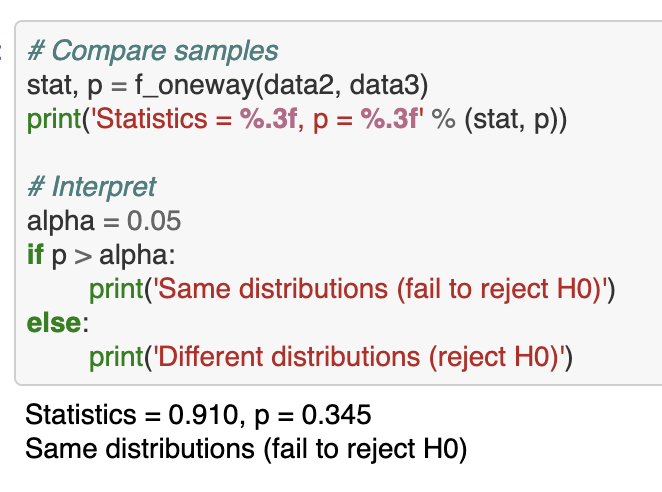 :
# Compare samples
stat, p = f_oneway(data2, data3)
print('Statistics = %.3f, p = %.3f' % (stat, p))
# Interpret
alpha = 0.05
if p > alpha:
print('Same distributions (fail to reject H0)')
else:
print('Different distributions (reject H0)')
Statistics = 0.910, p = 0.345
Same distributions (fail to reject H0)